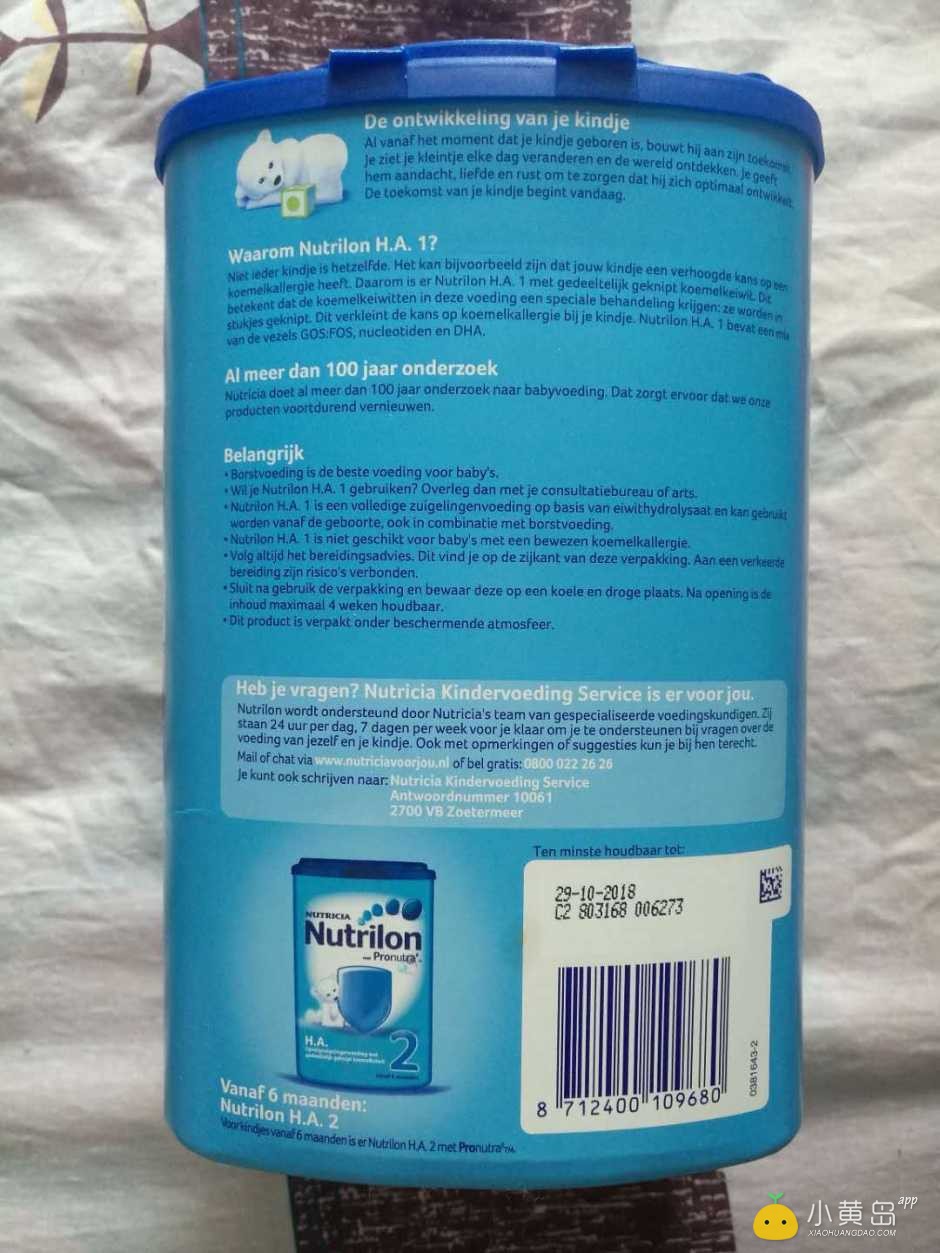 De ontwikkeling van je kindje
Al vanaf het moment dat je kindje geboren is, bouwt hij aan zijn toekomst.
Je ziet je kleintje elke dag veranderen en de wereld ontdekken. Je geeft
hem aandacht, liefde en rust om te zorgen dat hij zich optimaal ontwikkelt.
De toekomst van je kindje begint vandaag.
Waarom Nutrilon H.A. 1?
Niet ieder kindje is hetzelfde. Het kan bijvoorbeeld zijn dat jouw kindje een verhoogde kans op een
koemelkallergie heeft. Daarom is er Nutrilon H.A. 1 met gedeeltelijk geknipt koemelkeiwit. Dit
betekent dat de koemelkeiwitten in deze voeding een speciale behandeling krijgen: ze worden in
stukjes geknipt. Dit verkleint de kans op koemelkallergie bij je kindje. Nutrilon H.A. 1 bevat een mix
van de vezels GOS:FOS, nucleotiden en DHA.
Al meer dan 100 jaar onderzoek
Nutricia doet al meer dan 100 jaar onderzoek naar babyvoeding. Dat zorgt ervoor dat we onze
producten voortdurend vernieuwen.
Belangrijk
• Borstvoeding is de beste voeding voor baby's.
• Wil je Nutrilon H.A. 1 gebruiken? Overleg dan met je consultatiebureau of arts.
• Nutrilon H.A. 1 is een volledige zuigelingenvoeding op basis van eiwithydrolysaat en kan gebruikt
worden vanaf de geboorte, ook in combinatie met borstvoeding.
• Nutrilon H.A. 1 is niet geschikt voor baby's met een bewezen koemelkallergie.
• Volg altijd het bereidingsadvies. Dit vind je op de zijkant van deze verpakking. Aan een verkeerde
bereiding zijn risico's verbonden.
• Sluit na gebruik de verpakking en bewaar deze op een koele en droge plaats. Na opening is de
inhoud maximaal 4 weken houdbaar.
• Dit product is verpakt onder beschermende atmosfeer.
Heb je vragen? Nutricia Kindervoeding Service is er voor jou.
Nutrilon wordt ondersteund door Nutricia's team van gespecialiseerde voedingskundigen. Zij
staan 24 uur per dag, 7 dagen per week voor je klaar om je te ondersteunen bij vragen over de
voeding van jezelf en je kindje. Ook met opmerkingen of suggesties kun je bij hen terecht.
Mail of chat via www.nutriciavoorjou.nl of bel gratis: 0800 022 26 26
Je kunt ook schrijven naar: Nutricia Kindervoeding Service
Antwoordnummer 10061
2700 VB Zoetermeer
Ten minste houdbaar tot:
29-10-2018
C2 803168 006273
NUTRICIA
Nutrilon
Pronutra
H.A.
2
8 712400 109680
0381643-2
Vanaf 6 maanden:
Nutrilon H.A. 2
Voor kindjes vanaf 6 maanden is er Nutrilon H.A. 2 met Pronutra+™.
小黄岛 app
XIAOHUANGDAO.COM